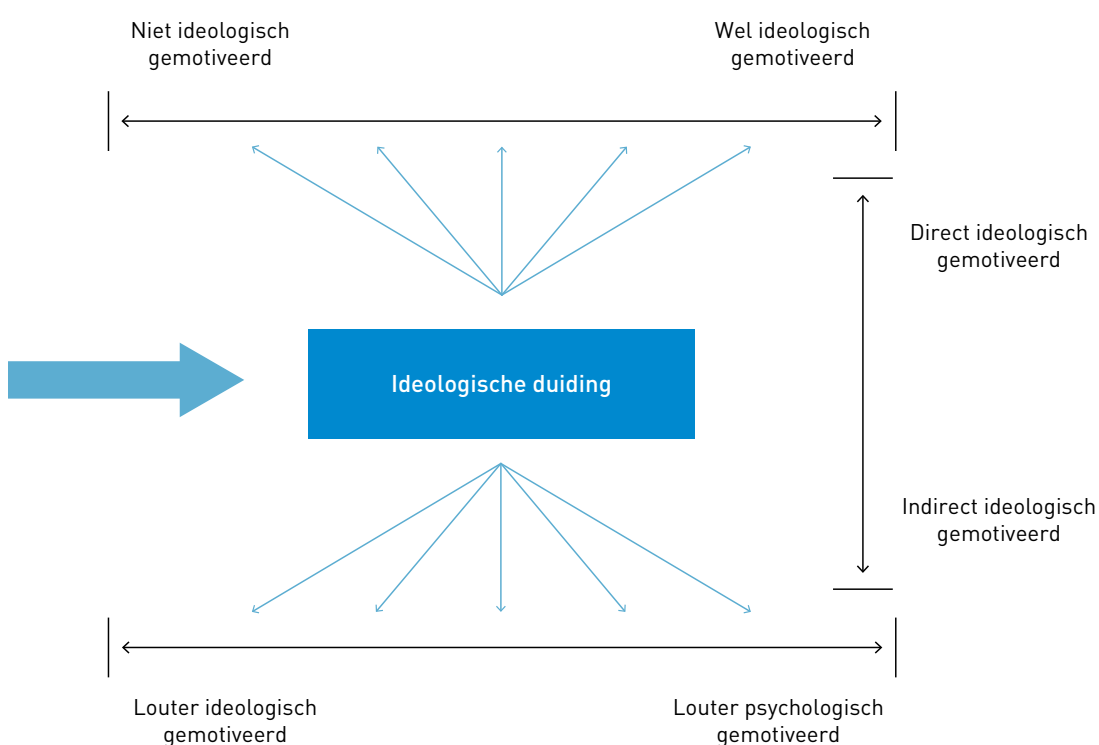 Niet ideologisch
gemotiveerd
Wel ideologisch
gemotiveerd
Direct ideologisch
gemotiveerd
Ideologische duiding
Indirect ideologisch
gemotiveerd
Louter ideologisch
gemotiveerd
Louter psychologisch
gemotiveerd